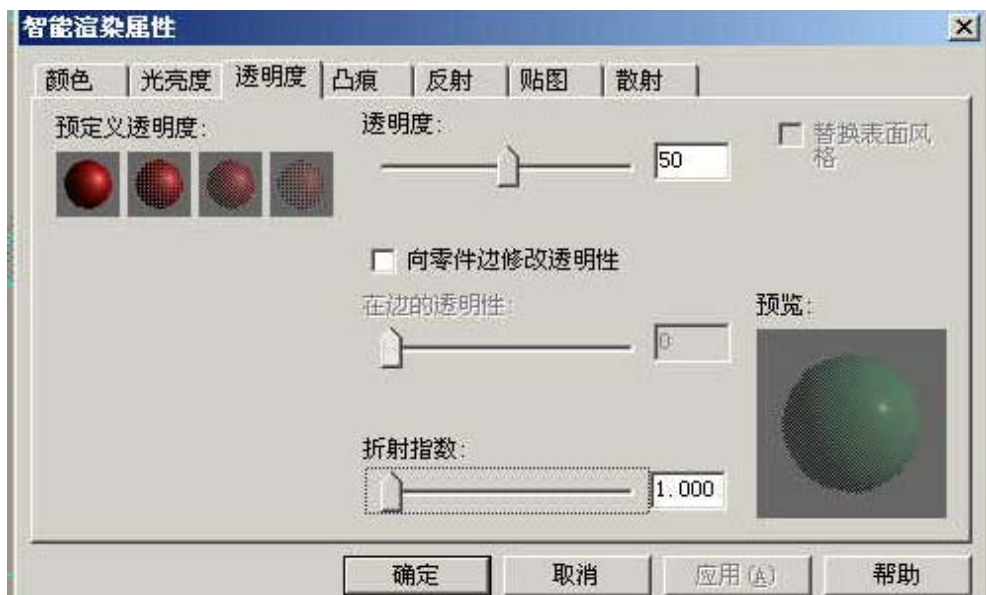 智能渲染属性
颜色 光亮度 透明度 凸痕 反射 贴图 散射
预定义透明度:
透明度:
50
替换表面风
格
向零件边修改透明性
在边的透明性:
0
预览:
折射指数:
1.000
确定 取消 应用(A) 帮助